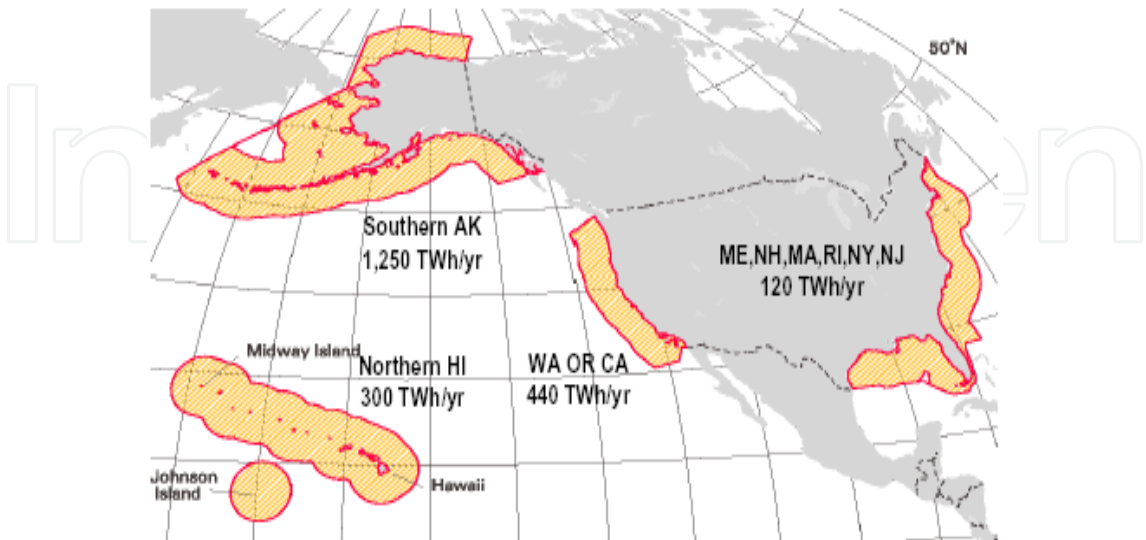 50°N
Southern AK
1,250 TWh/yr
ME,NH,MA,RI,NY,NJ
120 TWh/yr
Midway Island
Northern HI
300 TWh/yr
WA OR CA
440 TWh/yr
Johnson
Island
Hawaii